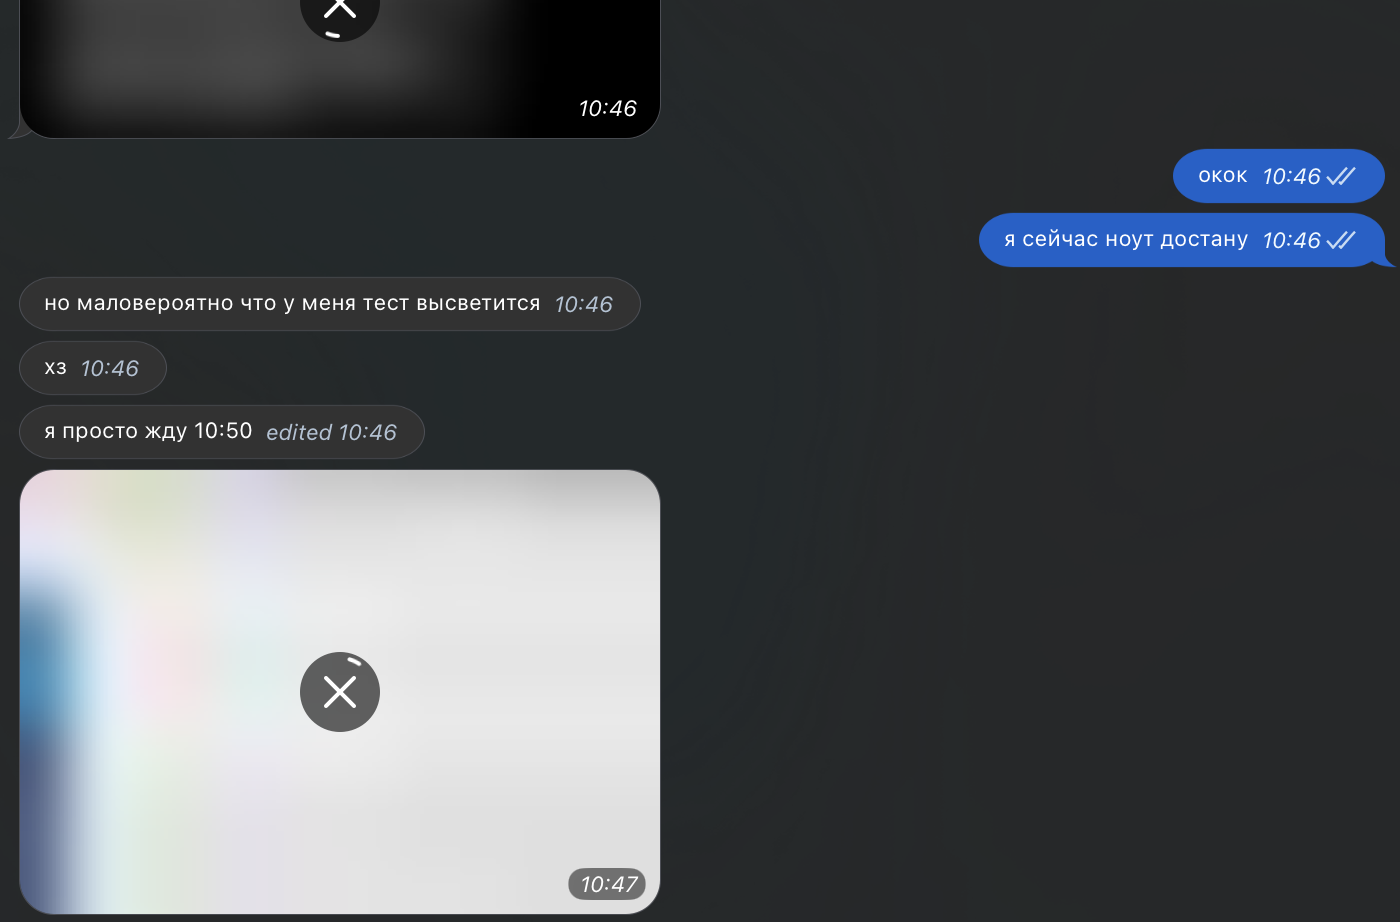 10:46
окок 10:46
я сейчас ноут достану 10:46
но маловероятно что у меня тест высветится 10:46
хз 10:46
я просто жду 10:50 edited 10:46
10:47